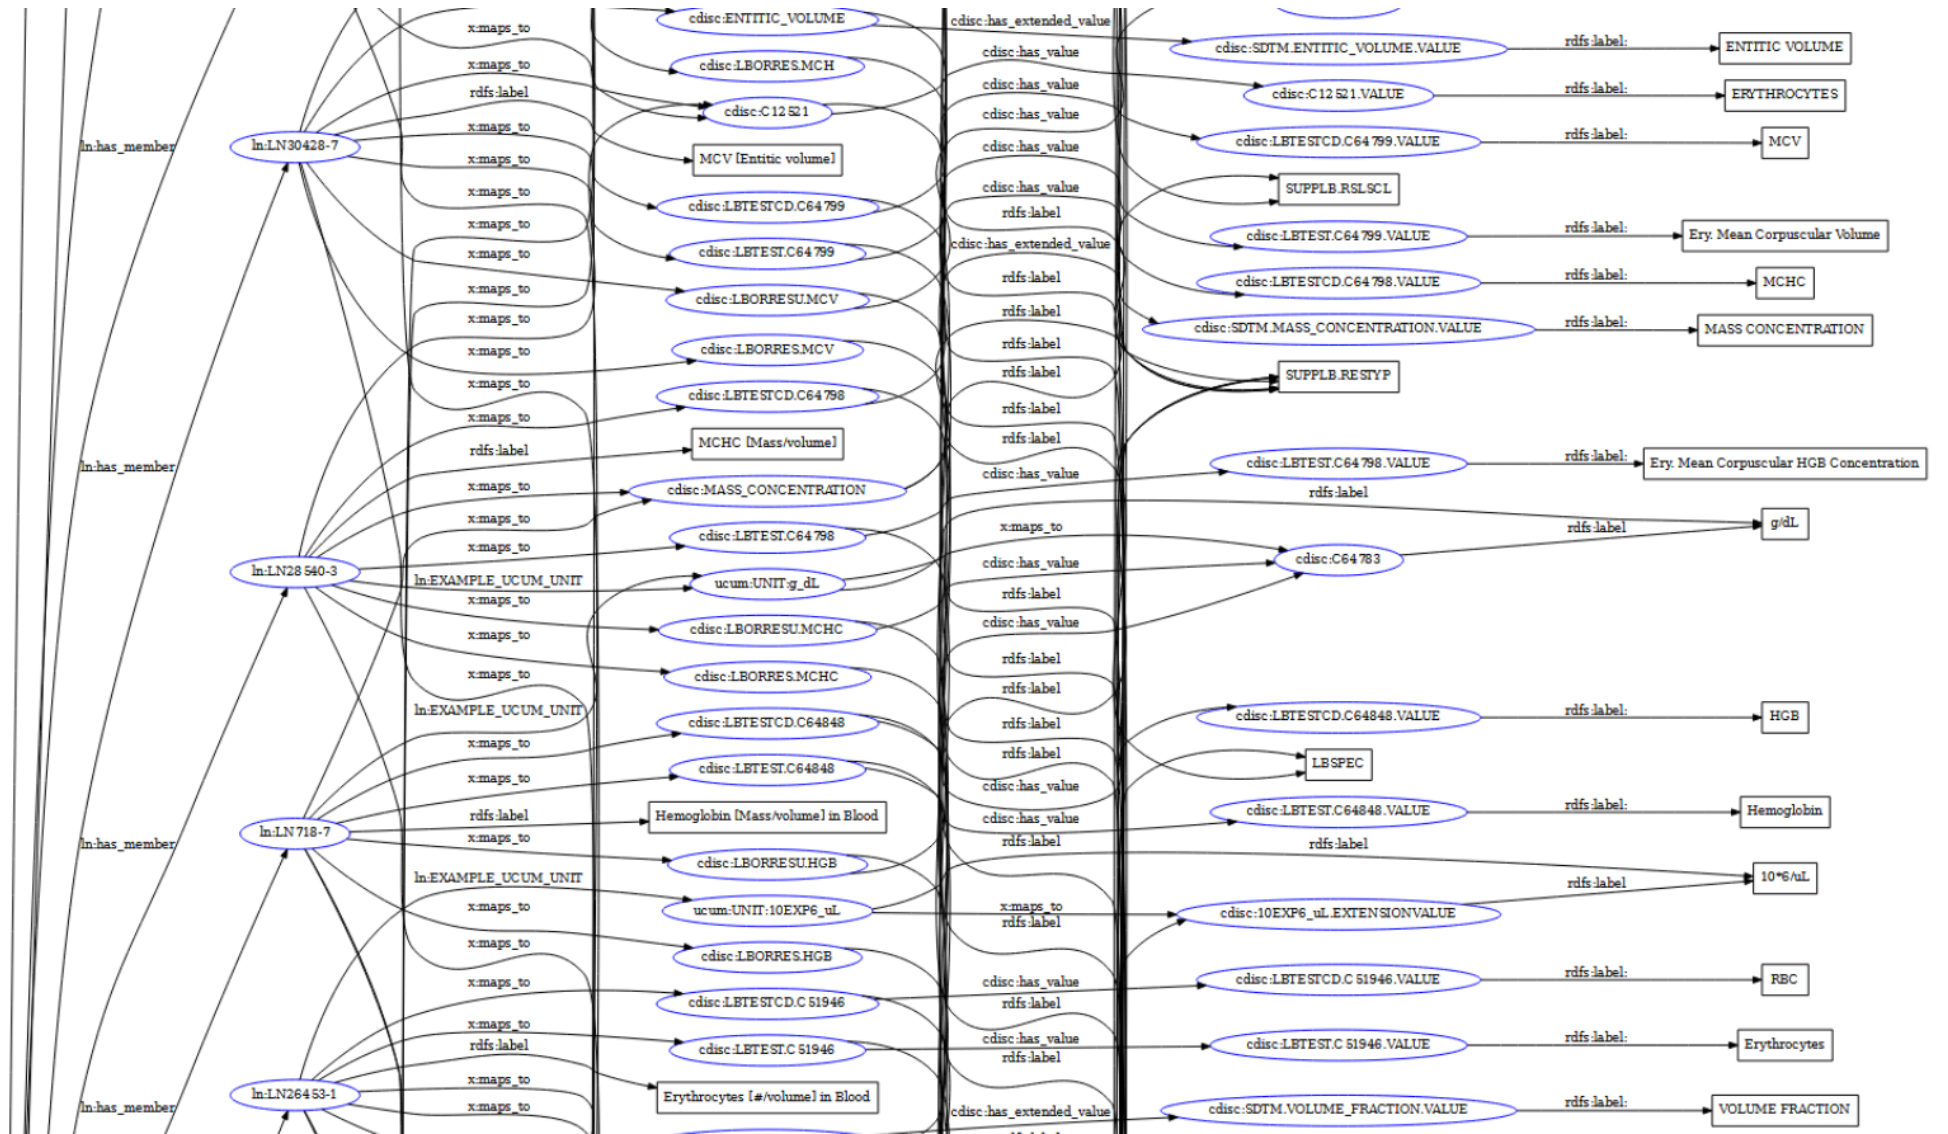 ln:has_member
ln:has_member
ln:has_member
ln:has_member
ln:LN30428-7
ln:LN28540-3
ln:LN718-7
ln:LN26453-1
x:maps_to
x:maps_to
rdfs:label
x:maps_to
x:maps_to
x:maps_to
x:maps_to
x:maps_to
x:maps_to
x:maps_to
x:maps_to
x:maps_to
rdfs:label
x:maps_to
x:maps_to
x:maps_to
ln:EXAMPLE_UCUM_UNIT
x:maps_to
x:maps_to
x:maps_to
ln:EXAMPLE_UCUM_UNIT
x:maps_to
x:maps_to
rdfs:label
x:maps_to
ln:EXAMPLE_UCUM_UNIT
x:maps_to
x:maps_to
x:maps_to
x:maps_to
rdfs:label
x:maps_to
x:maps_to
cdisc:ENTITIC_VOLUME
cdisc:LBORRES.MCH
cdisc:C12521
MCV [Entitic volume]
cdisc:LBTESTCD.C64799
cdisc:LBTEST.C64799
cdisc:LBORRESU.MCV
cdisc:LBORRES.MCV
cdisc:LBTESTCD.C64798
MCHC [Mass/volume]
cdisc:MASS_CONCENTRATION
cdisc:LBTEST.C64798
ucum:UNIT:g_dL
cdisc:LBORRESU.MCHC
cdisc:LBORRES.MCHC
cdisc:LBTESTCD.C64848
cdisc:LBTEST.C64848
Hemoglobin [Mass/volume] in Blood
cdisc:LBORRESU.HGB
ucum:UNIT:10EXP6_uL
cdisc:LBORRES.HGB
cdisc:LBTESTCD.C51946
cdisc:LBTEST.C51946
Erythrocytes [#/volume] in Blood
cdisc:has_extended_value
cdisc:has_value
cdisc:has_value
cdisc:has_value
cdisc:has_value
cdisc:has_value
rdfs:label
cdisc:has_extended_value
rdfs:label
rdfs:label
rdfs:label
rdfs:label
rdfs:label
rdfs:label
cdisc:has_value
x:maps_to
cdisc:has_value
rdfs:label
cdisc:has_value
rdfs:label
rdfs:label
rdfs:label
rdfs:label
cdisc:has_value
cdisc:has_value
rdfs:label
x:maps_to
rdfs:label
cdisc:has_value
rdfs:label
cdisc:has_value
rdfs:label
cdisc:has_extended_value
cdisc:SDTM.ENTITIC_VOLUME.VALUE
cdisc:C12521.VALUE
cdisc:LBTESTCD.C64799.VALUE
SUPPLB.RSLSCL
cdisc:LBTEST.C64799.VALUE
cdisc:LBTESTCD.C64798.VALUE
cdisc:SDTM.MASS_CONCENTRATION.VALUE
SUPPLB.RESTYP
cdisc:LBTEST.C64798.VALUE
rdfs:label
cdisc:C64783
cdisc:LBTESTCD.C64848.VALUE
LBSPEC
cdisc:LBTEST.C64848.VALUE
rdfs:label
cdisc:10EXP6_uL.EXTENSIONVALUE
cdisc:LBTESTCD.C51946.VALUE
cdisc:LBTEST.C51946.VALUE
cdisc:SDTM.VOLUME_FRACTION.VALUE
rdfs:label:
rdfs:label:
rdfs:label:
rdfs:label:
rdfs:label:
rdfs:label:
rdfs:label:
rdfs:label
rdfs:label:
rdfs:label:
rdfs:label
rdfs:label:
rdfs:label:
rdfs:label:
ENTITIC VOLUME
ERYTHROCYTES
MCV
Ery. Mean Corpuscular Volume
MCHC
MASS CONCENTRATION
Ery. Mean Corpuscular HGB Concentration
g/dL
HGB
Hemoglobin
10*6/uL
RBC
Erythrocytes
VOLUME FRACTION